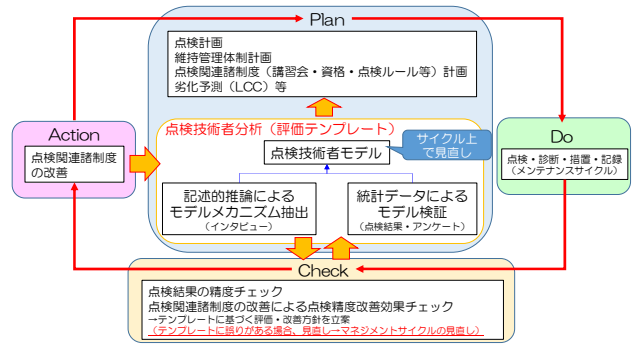 Plan
点検計画
維持管理体制計画
点検関連諸制度（講習会・資格・点検ルール等）計画
劣化予測（LCC）等
Action
点検関連諸制度
の改善
点検技術者分析（評価テンプレート）
サイクル上
で見直し
点検技術者モデル
記述的推論による
モデルメカニズム抽出
（インタビュー）
統計データによる
モデル検証
（点検結果・アンケート）
Do
点検・診断・措置・記録
（メンテナンスサイクル）
Check
点検結果の精度チェック
点検関連諸制度の改善による点検精度改善効果チェック
→テンプレートに基づく評価・改善方針を立案
（テンプレートに誤りがある場合、見直し→マネジメントサイクルの見直し）